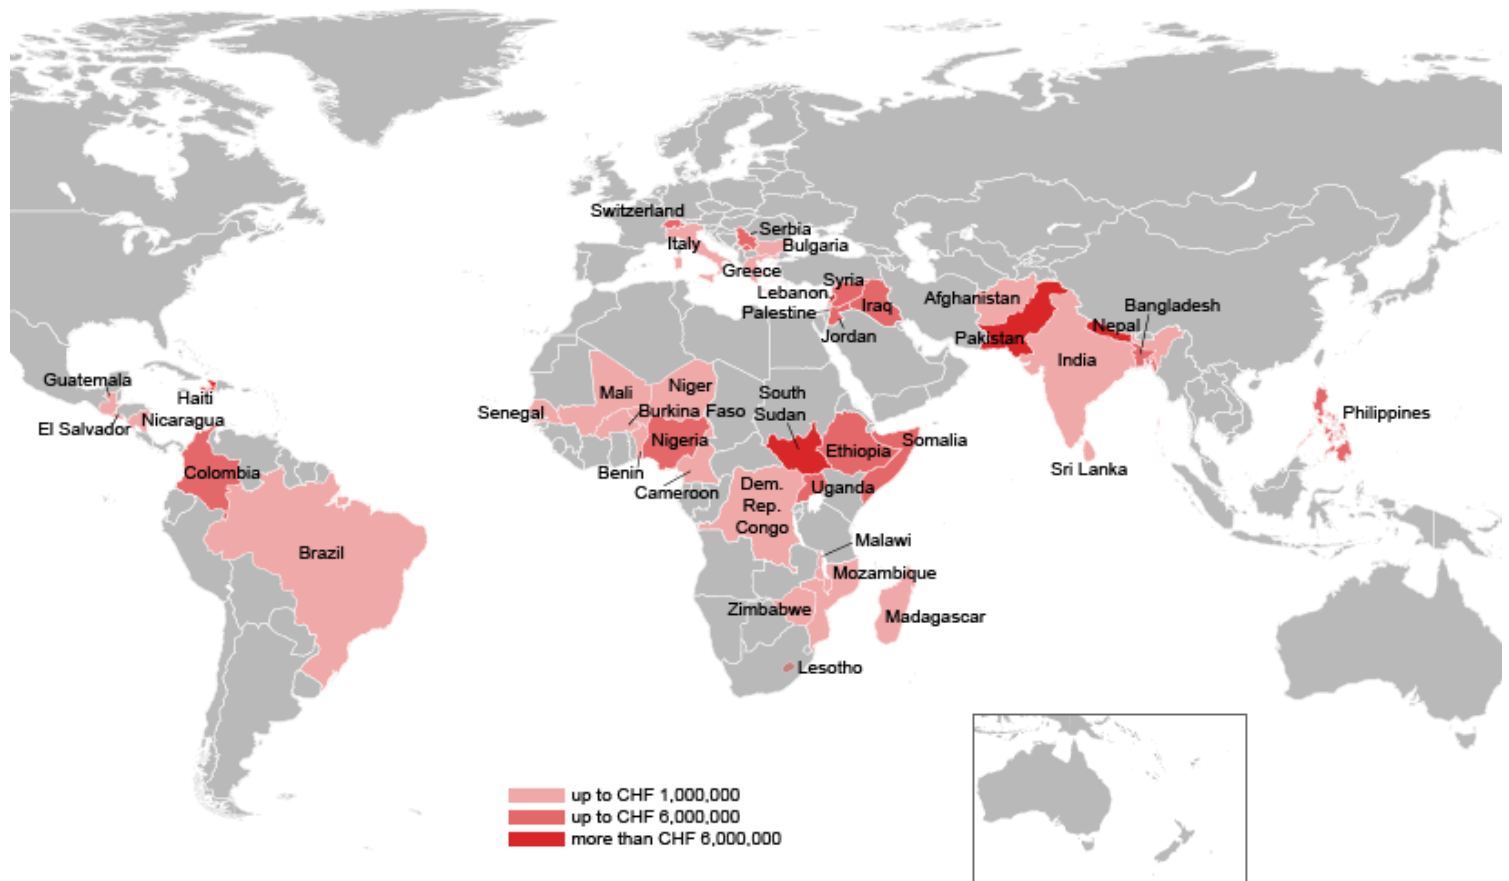 Switzerland
Serbia
Italy
Bulgaria
Greece
Syria
Lebanon
Palestine
Iraq
Jordan
Afghanistan
Bangladesh
Pakistan
Nepal
India
Guatemala
Haiti
El Salvador
Nicaragua
Senegal
Mali
Niger
Burkina Faso
South
Sudan
Philippines
Colombia
Nigeria
Benin
Cameroon
Ethiopia
Somalia
Sri Lanka
Dem.
Rep.
Congo
Uganda
Brazil
Malawi
Mozambique
Zimbabwe
Madagascar
Lesotho
up to CHF 1,000,000
up to CHF 6,000,000
more than CHF 6,000,000